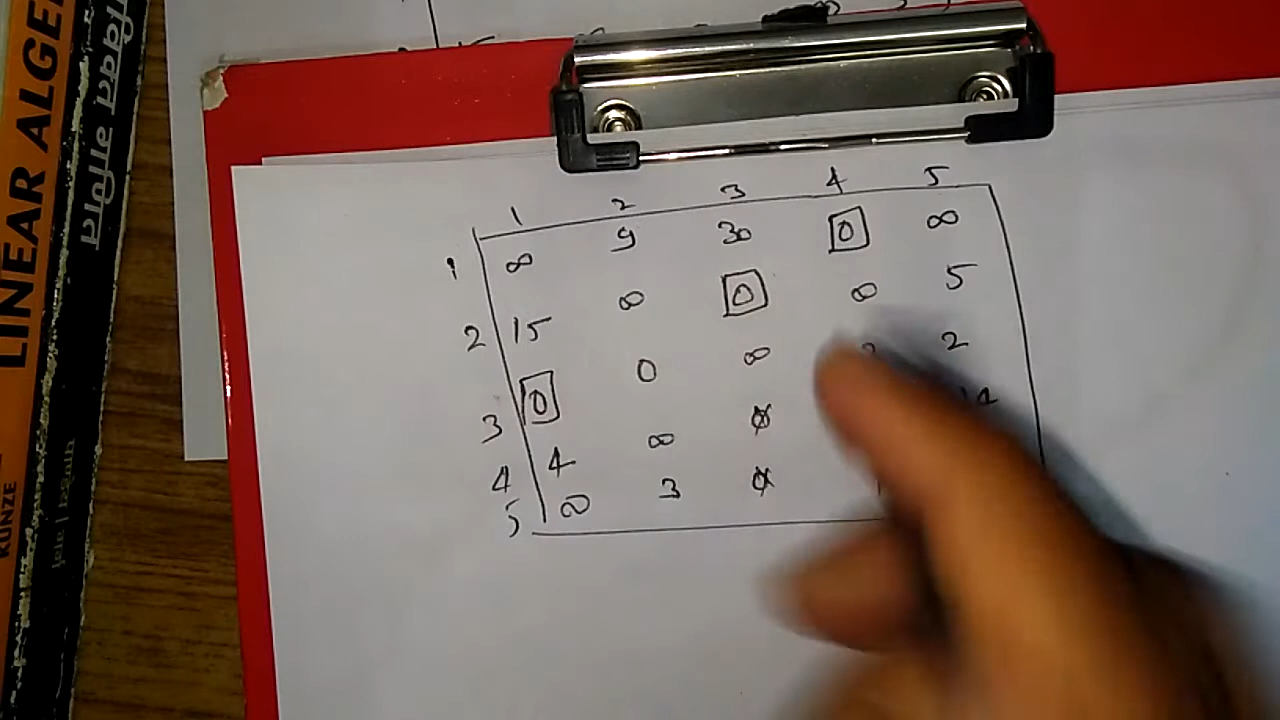 LINEAR ALGE
KUNZE
1 2 3 4 5
1 ∞ 9 30 0 ∞
2 15 ∞ 0 ∞ 5
3 0 0 ∞ 2
4 4 ∞ 0
5 ∞ 3 0